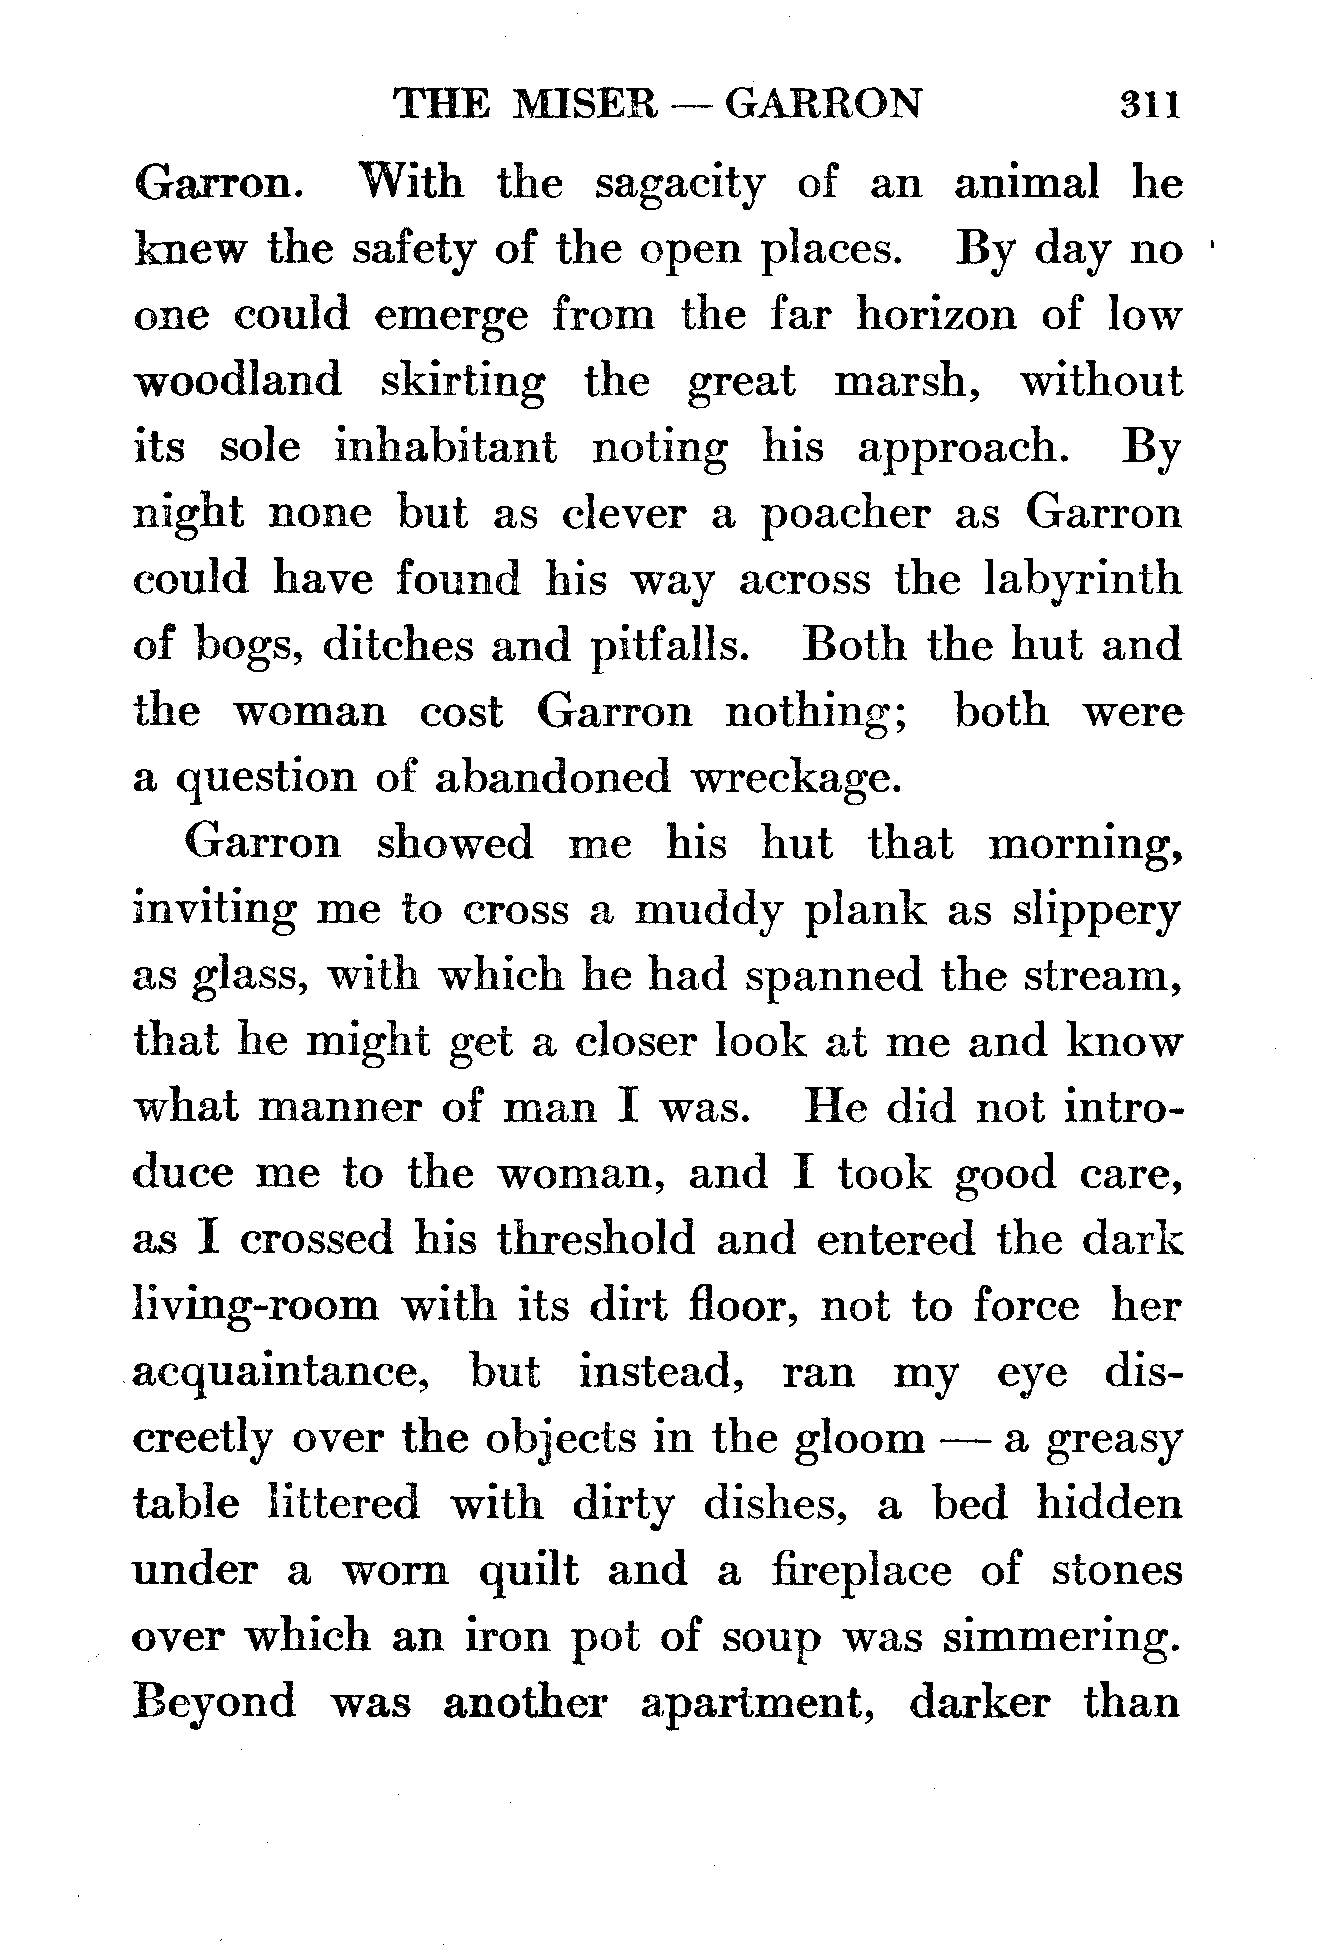 THE MISER — GARRON 311
Garron. With the sagacity of an animal he
knew the safety of the open places. By day no
one could emerge from the far horizon of low
woodland skirting the great marsh, without
its sole inhabitant noting his approach. By
night none but as clever a poacher as Garron
could have found his way across the labyrinth
of bogs, ditches and pitfalls. Both the hut and
the woman cost Garron nothing; both were
a question of abandoned wreckage.
Garron showed me his hut that morning,
inviting me to cross a muddy plank as slippery
as glass, with which he had spanned the stream,
that he might get a closer look at me and know
what manner of man I was. He did not intro-
duce me to the woman, and I took good care,
as I crossed his threshold and entered the dark
living-room with its dirt floor, not to force her
acquaintance, but instead, ran my eye dis-
creetly over the objects in the gloom — a greasy
table littered with dirty dishes, a bed hidden
under a worn quilt and a fireplace of stones
over which an iron pot of soup was simmering.
Beyond was another apartment, darker than